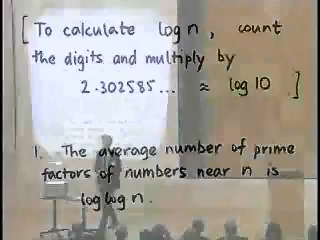 [ To calculate log n, count
the digits and multiply by
2.302585... ≈ log 10 . ]
1. The average number of prime
factors of numbers near n is
log log n.